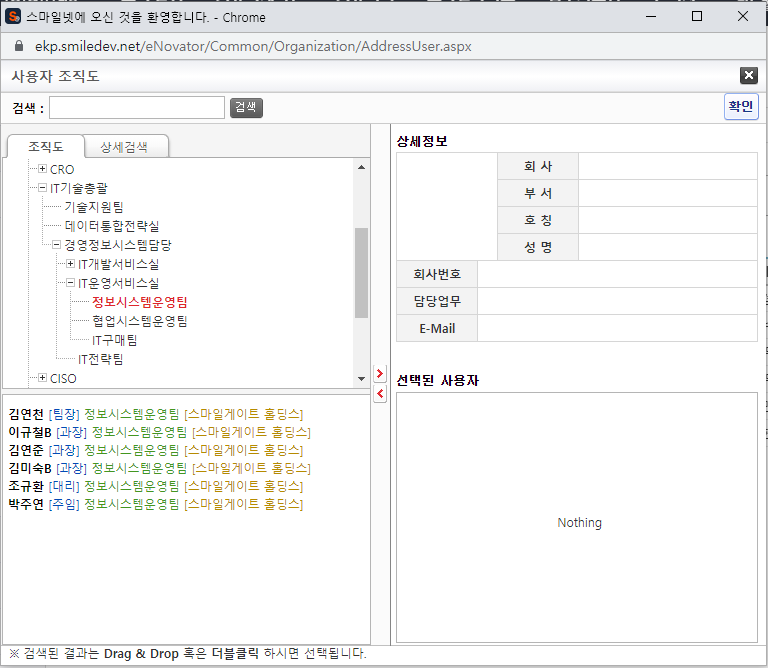 스마일넷에 오신 것을 환영합니다. - Chrome
ekp.smiledev.net/eNovator/Common/Organization/AddressUser.aspx
사용자 조직도
검색 :
검색
확인
조직도
상세검색
CRO
IT기술총괄
기술지원팀
데이터통합전략실
경영정보시스템담당
IT개발서비스실
IT운영서비스실
정보시스템운영팀
협업시스템운영팀
IT구매팀
IT전략팀
CISO
김연천 [팀장] 정보시스템운영팀 [스마일게이트 홀딩스]
이규철B [과장] 정보시스템운영팀 [스마일게이트 홀딩스]
김연준 [과장] 정보시스템운영팀 [스마일게이트 홀딩스]
김미숙B [과장] 정보시스템운영팀 [스마일게이트 홀딩스]
조규환 [대리] 정보시스템운영팀 [스마일게이트 홀딩스]
박주연 [주임] 정보시스템운영팀 [스마일게이트 홀딩스]
상세정보
회 사
부 서
호 칭
성 명
회사번호
담당업무
E-Mail
선택된 사용자
Nothing
※ 검색된 결과는 Drag & Drop 혹은 더블클릭 하시면 선택됩니다.